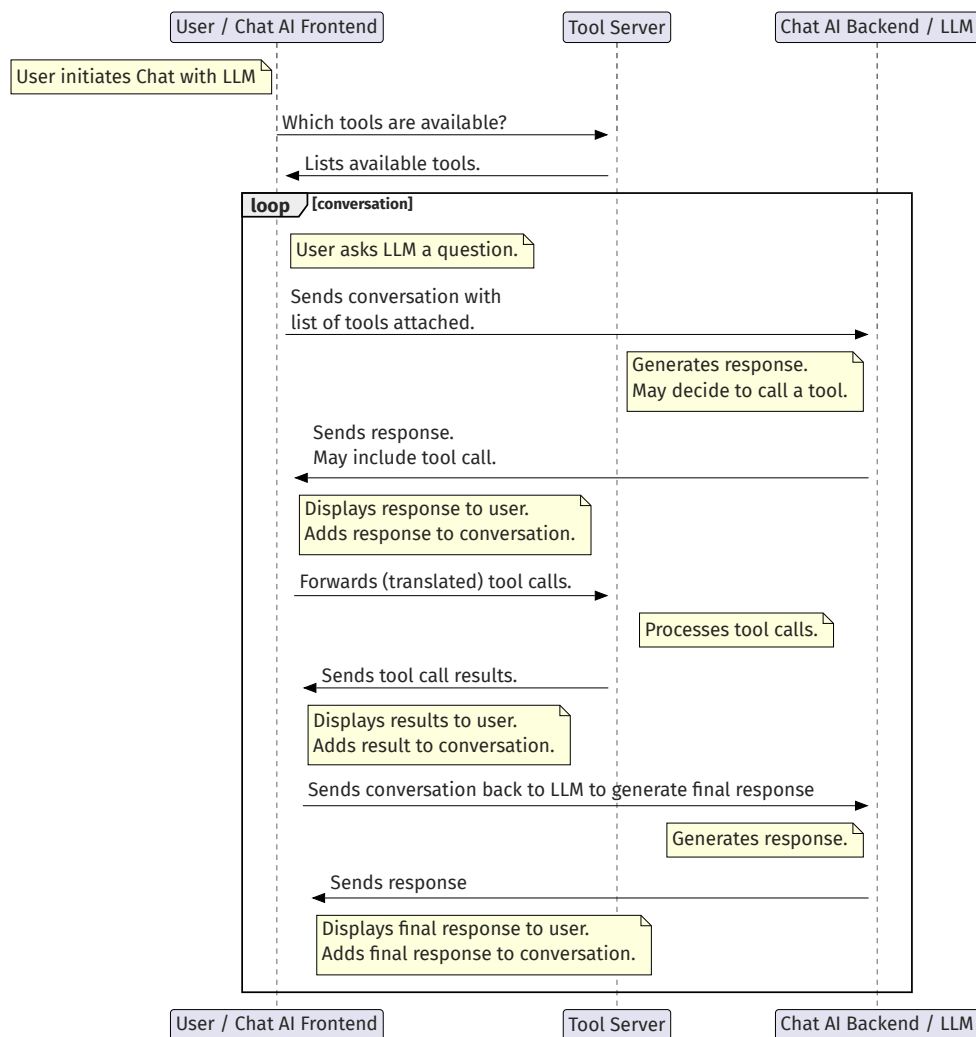 User / Chat AI Frontend
Tool Server
Chat AI Backend / LLM
User initiates Chat with LLM
Which tools are available?
Lists available tools.
loop
[conversation]
User asks LLM a question.
Sends conversation with
list of tools attached.
Generates response.
May decide to call a tool.
Sends response.
May include tool call.
Displays response to user.
Adds response to conversation.
Forwards (translated) tool calls.
Processes tool calls.
Sends tool call results.
Displays results to user.
Adds result to conversation.
Sends conversation back to LLM to generate final response
Generates response.
Sends response
Displays final response to user.
Adds final response to conversation.
User / Chat AI Frontend
Tool Server
Chat AI Backend / LLM